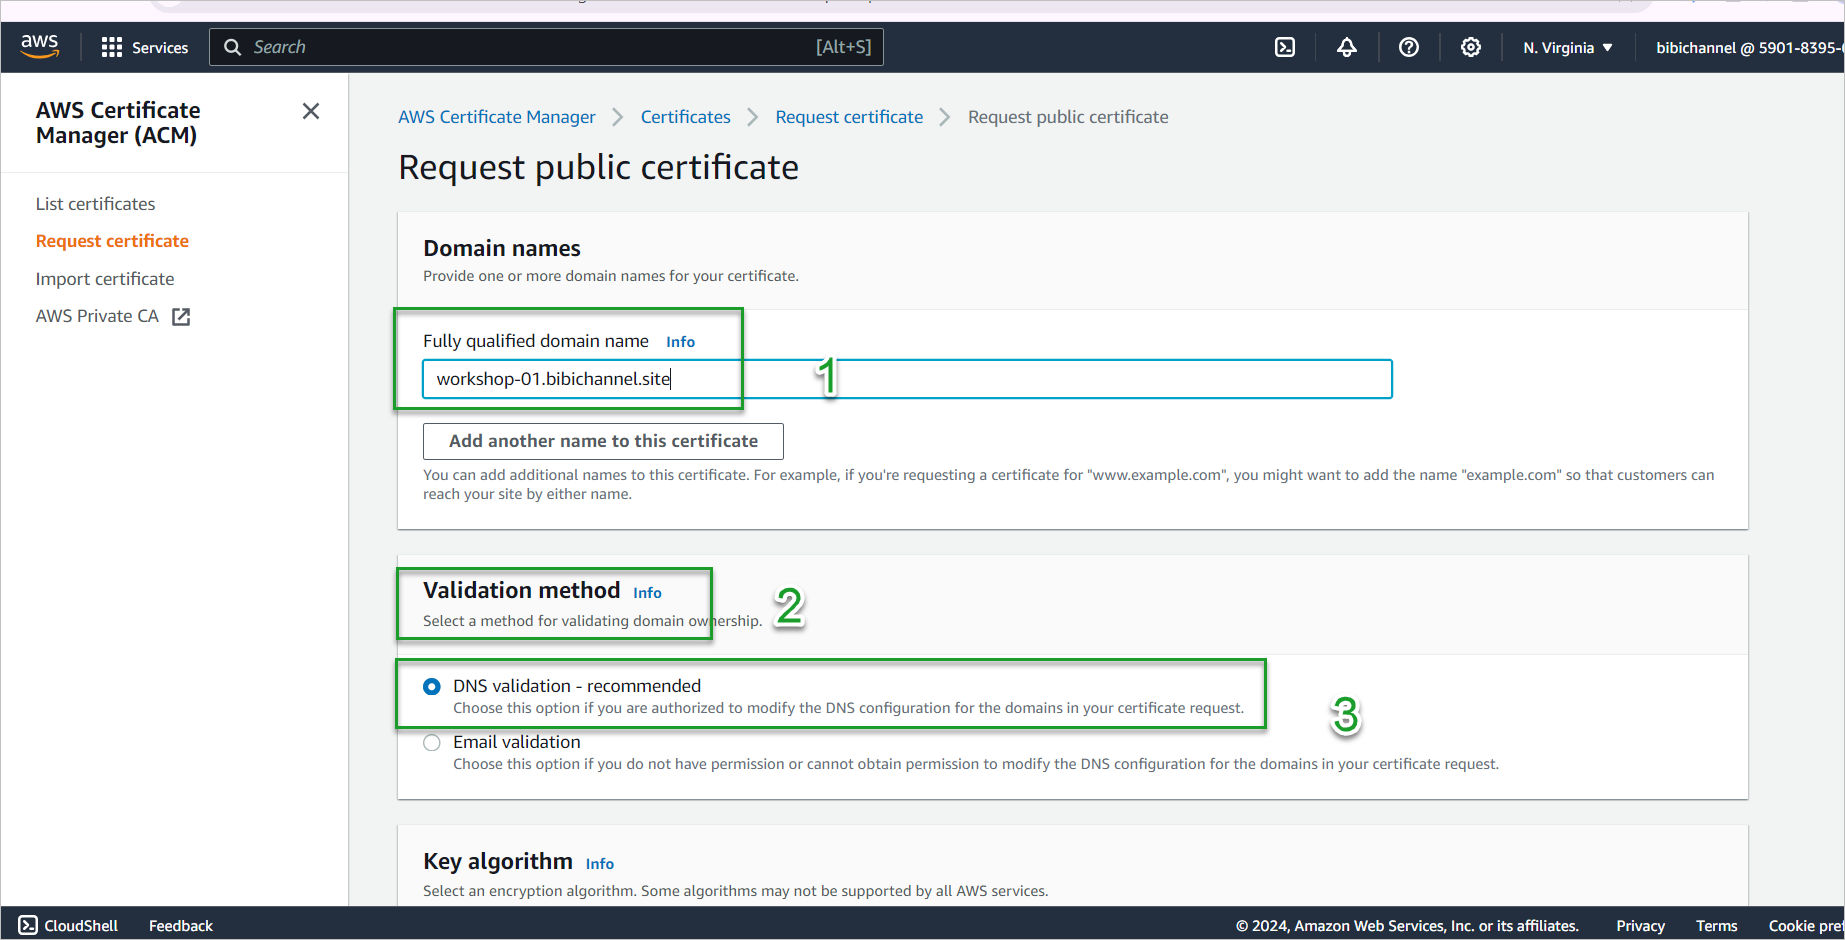 aws
Services
Search
[Alt+S]
N. Virginia
bibichannel @ 5901-8395-
AWS Certificate
Manager (ACM)
List certificates
Request certificate
Import certificate
AWS Private CA
AWS Certificate Manager > Certificates > Request certificate > Request public certificate
Request public certificate
Domain names
Provide one or more domain names for your certificate.
Fully qualified domain name Info
workshop-01.bibichannel.site
1
Add another name to this certificate
You can add additional names to this certificate. For example, if you're requesting a certificate for "www.example.com", you might want to add the name "example.com" so that customers can
reach your site by either name.
Validation method Info
Select a method for validating domain ownership.
2
DNS validation - recommended
Choose this option if you are authorized to modify the DNS configuration for the domains in your certificate request.
3
Email validation
Choose this option if you do not have permission or cannot obtain permission to modify the DNS configuration for the domains in your certificate request.
Key algorithm Info
Select an encryption algorithm. Some algorithms may not be supported by all AWS services.
CloudShell
Feedback
© 2024, Amazon Web Services, Inc. or its affiliates.
Privacy
Terms
Cookie pre